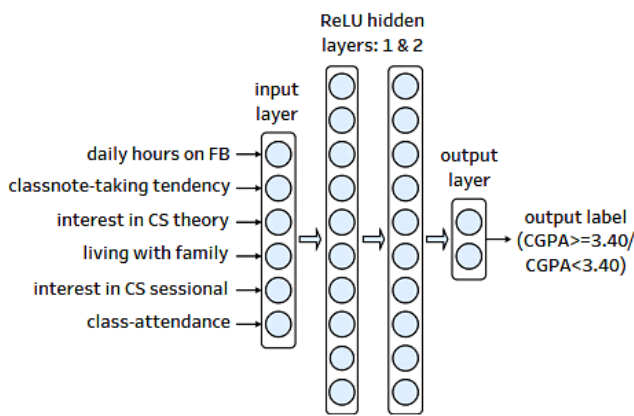 ReLU hidden
layers: 1 & 2
input
layer
daily hours on FB
classnote-taking tendency
interest in CS theory
living with family
interest in CS sessional
class-attendance
output
layer
output label
(CGPA>=3.40/
CGPA<3.40)